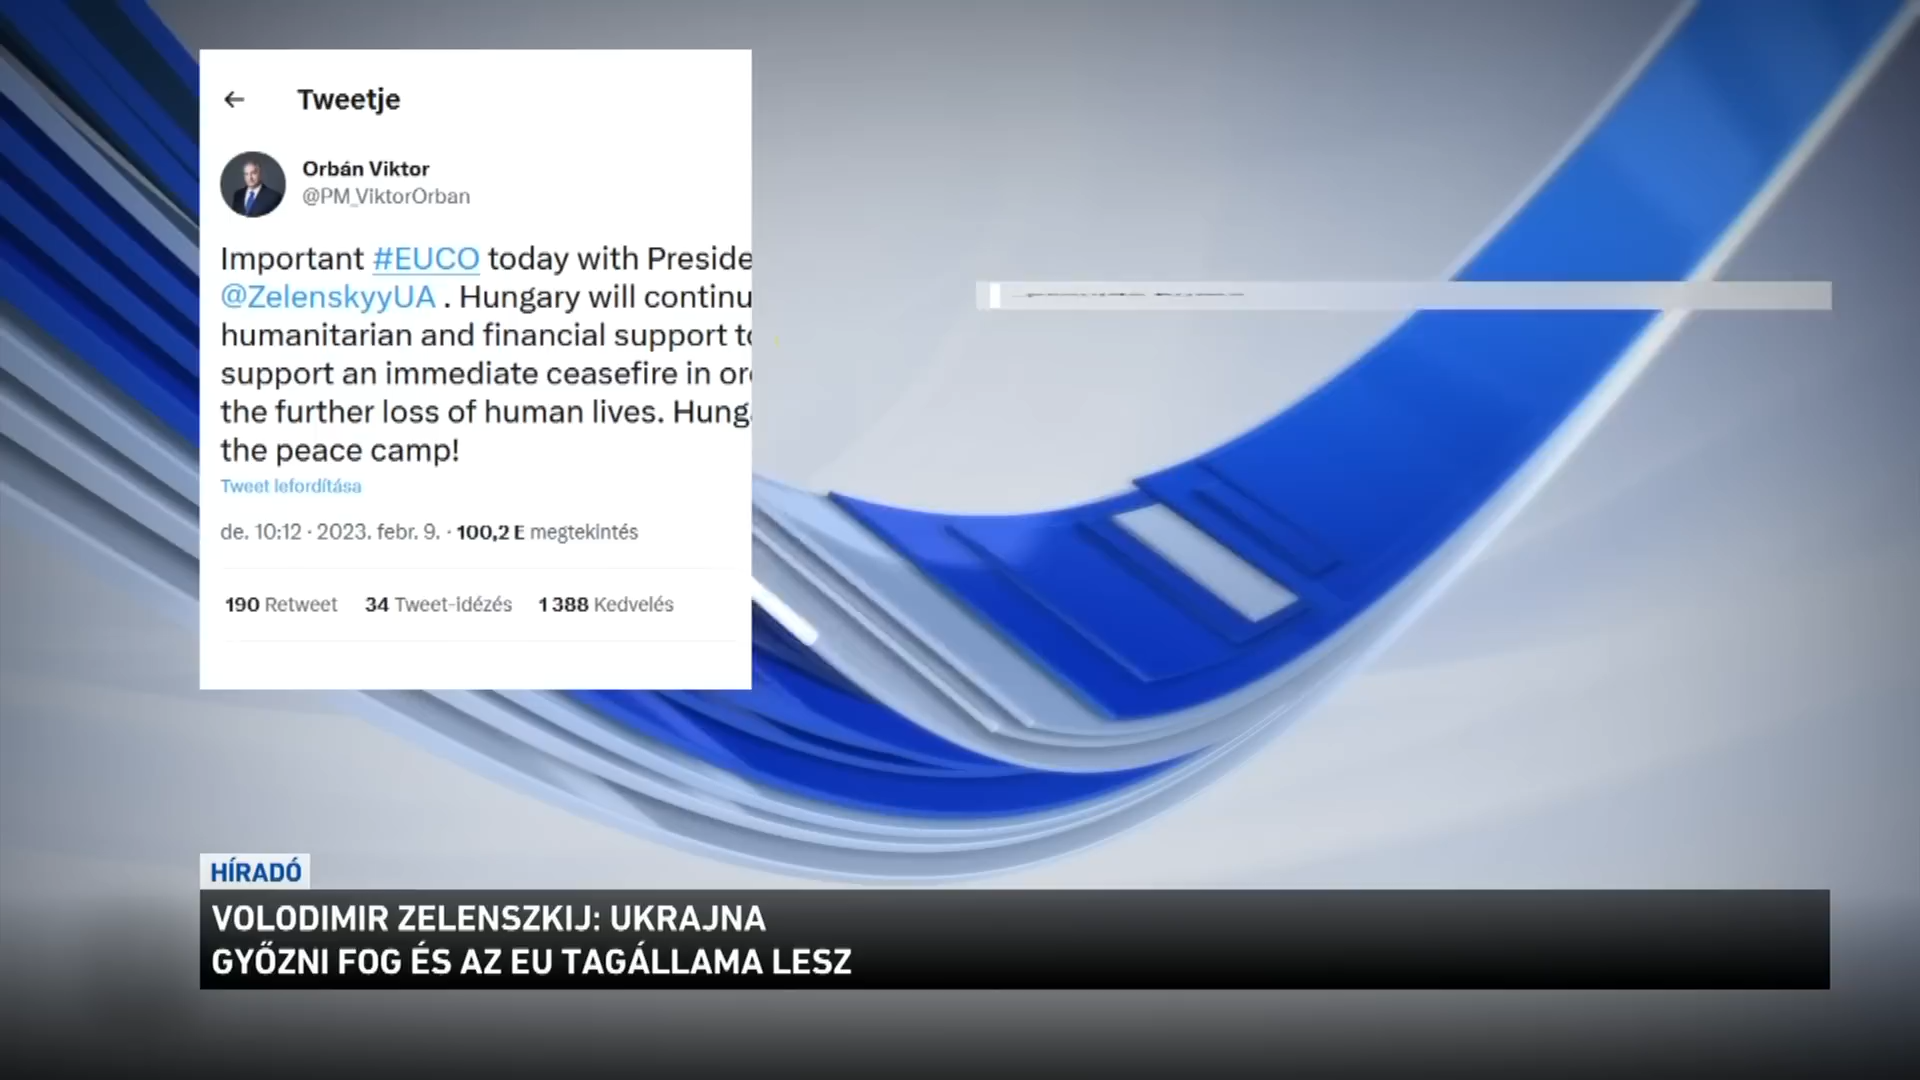 Tweetje
Orbán Viktor
@PM_ViktorOrban
Important #EUCO today with Preside
@ZelenskyyUA . Hungary will continu
humanitarian and financial support to
support an immediate ceasefire in or
the further loss of human lives. Hung
the peace camp!
Tweet lefordítása
de. 10:12 · 2023. febr. 9. · 100,2 E megtekintés
190 Retweet 34 Tweet-idézés 1 388 Kedvelés
HÍRADÓ
VOLODIMIR ZELENSZKIJ: UKRAJNA
GYŐZNI FOG ÉS AZ EU TAGÁLLAMA LESZ